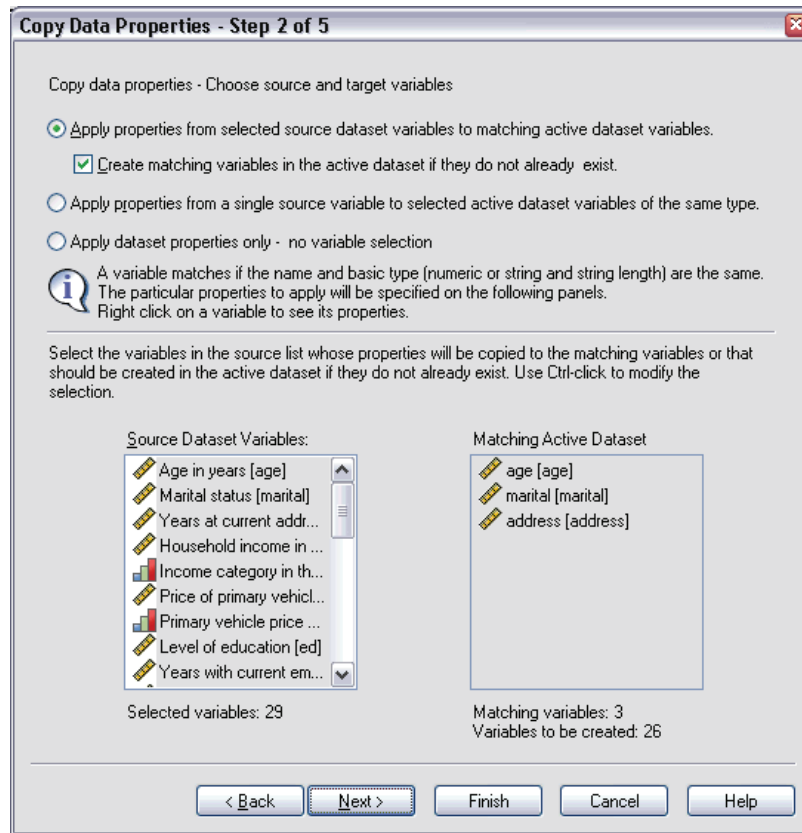 Copy Data Properties - Step 2 of 5
Copy data properties - Choose source and target variables
Apply properties from selected source dataset variables to matching active dataset variables.
Create matching variables in the active dataset if they do not already exist.
Apply properties from a single source variable to selected active dataset variables of the same type.
Apply dataset properties only - no variable selection
A variable matches if the name and basic type (numeric or string and string length) are the same.
The particular properties to apply will be specified on the following panels.
Right click on a variable to see its properties.
Select the variables in the source list whose properties will be copied to the matching variables or that
should be created in the active dataset if they do not already exist. Use Ctrl-click to modify the
selection.
Source Dataset Variables:
Age in years [age]
Marital status [marital]
Years at current addr...
Household income in ...
Income category in th...
Price of primary vehicl...
Primary vehicle price ...
Level of education [ed]
Years with current em...
Selected variables: 29
Matching Active Dataset
age [age]
marital [marital]
address [address]
Matching variables: 3
Variables to be created: 26
< Back
Next >
Finish
Cancel
Help